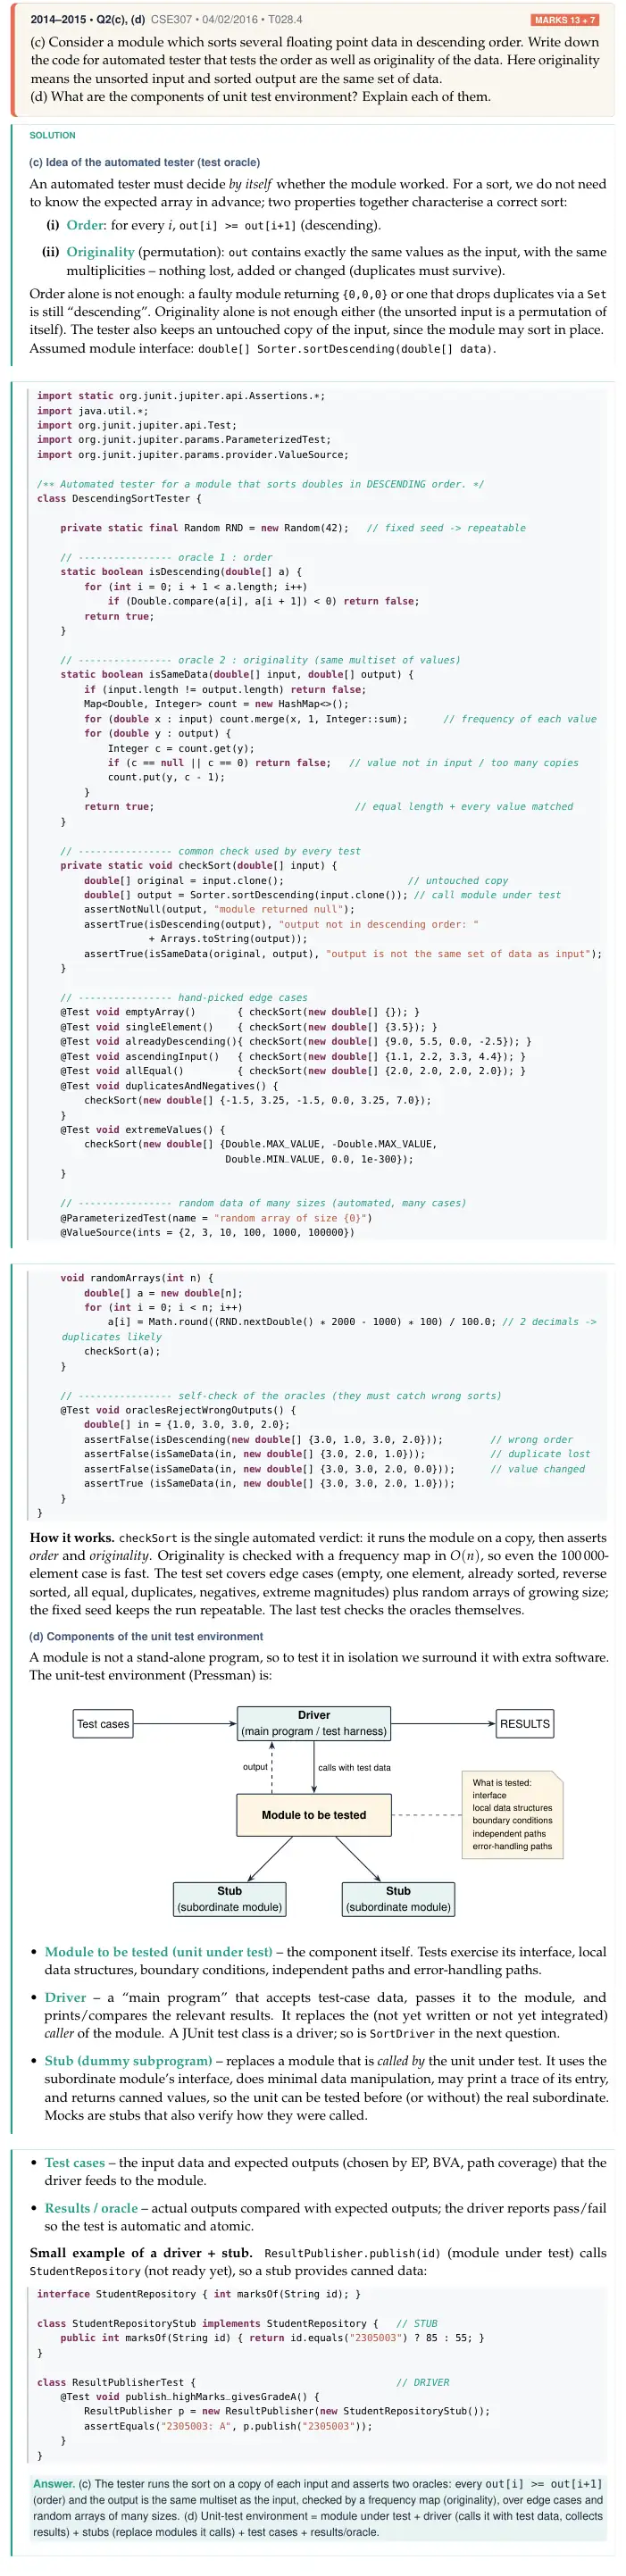 2014–2015 • Q2(c), (d) CSE307 • 04/02/2016 • T028.4 MARKS 13 + 7
(c) Consider a module which sorts several floating point data in descending order. Write down
the code for automated tester that tests the order as well as originality of the data. Here originality
means the unsorted input and sorted output are the same set of data.
(d) What are the components of unit test environment? Explain each of them.
SOLUTION
(c) Idea of the automated tester (test oracle)
An automated tester must decide by itself whether the module worked. For a sort, we do not need
to know the expected array in advance; two properties together characterise a correct sort:
(i) Order: for every i, out[i] >= out[i+1] (descending).
(ii) Originality (permutation): out contains exactly the same values as the input, with the same
multiplicities – nothing lost, added or changed (duplicates must survive).
Order alone is not enough: a faulty module returning {0,0,0} or one that drops duplicates via a Set
is still “descending”. Originality alone is not enough either (the unsorted input is a permutation of
itself). The tester also keeps an untouched copy of the input, since the module may sort in place.
Assumed module interface: double[] Sorter.sortDescending(double[] data).
import static org.junit.jupiter.api.Assertions.*;
import java.util.*;
import org.junit.jupiter.api.Test;
import org.junit.jupiter.params.ParameterizedTest;
import org.junit.jupiter.params.provider.ValueSource;
/** Automated tester for a module that sorts doubles in DESCENDING order. */
class DescendingSortTester {
private static final Random RND = new Random(42); // fixed seed -> repeatable
// --------------- oracle 1 : order
static boolean isDescending(double[] a) {
for (int i = 0; i + 1 < a.length; i++)
if (Double.compare(a[i], a[i + 1]) < 0) return false;
return true;
}
// --------------- oracle 2 : originality (same multiset of values)
static boolean isSameData(double[] input, double[] output) {
if (input.length != output.length) return false;
Map<Double, Integer> count = new HashMap<>();
for (double x : input) count.merge(x, 1, Integer::sum); // frequency of each value
for (double y : output) {
Integer c = count.get(y);
if (c == null || c == 0) return false; // value not in input / too many copies
count.put(y, c - 1);
}
return true; // equal length + every value matched
}
// --------------- common check used by every test
private static void checkSort(double[] input) {
double[] original = input.clone(); // untouched copy
double[] output = Sorter.sortDescending(input.clone()); // call module under test
assertNotNull(output, "module returned null");
assertTrue(isDescending(output), "output not in descending order: "
+ Arrays.toString(output));
assertTrue(isSameData(original, output), "output is not the same set of data as input");
}
// --------------- hand-picked edge cases
@Test void emptyArray() { checkSort(new double[] {}); }
@Test void singleElement() { checkSort(new double[] {3.5}); }
@Test void alreadyDescending(){ checkSort(new double[] {9.0, 5.5, 0.0, -2.5}); }
@Test void ascendingInput() { checkSort(new double[] {1.1, 2.2, 3.3, 4.4}); }
@Test void allEqual() { checkSort(new double[] {2.0, 2.0, 2.0, 2.0}); }
@Test void duplicatesAndNegatives() {
checkSort(new double[] {-1.5, 3.25, -1.5, 0.0, 3.25, 7.0});
}
@Test void extremeValues() {
checkSort(new double[] {Double.MAX_VALUE, -Double.MAX_VALUE,
Double.MIN_VALUE, 0.0, 1e-300});
}
// --------------- random data of many sizes (automated, many cases)
@ParameterizedTest(name = "random array of size {0}")
@ValueSource(ints = {2, 3, 10, 100, 1000, 100000})
void randomArrays(int n) {
double[] a = new double[n];
for (int i = 0; i < n; i++)
a[i] = Math.round((RND.nextDouble() * 2000 - 1000) * 100) / 100.0; // 2 decimals ->
duplicates likely
checkSort(a);
}
// --------------- self-check of the oracles (they must catch wrong sorts)
@Test void oraclesRejectWrongOutputs() {
double[] in = {1.0, 3.0, 3.0, 2.0};
assertFalse(isDescending(new double[] {3.0, 1.0, 3.0, 2.0})); // wrong order
assertFalse(isSameData(in, new double[] {3.0, 2.0, 1.0})); // duplicate lost
assertFalse(isSameData(in, new double[] {3.0, 3.0, 2.0, 0.0})); // value changed
assertTrue (isSameData(in, new double[] {3.0, 3.0, 2.0, 1.0}));
}
}
How it works. checkSort is the single automated verdict: it runs the module on a copy, then asserts
order and originality. Originality is checked with a frequency map in O(n), so even the 100 000-
element case is fast. The test set covers edge cases (empty, one element, already sorted, reverse
sorted, all equal, duplicates, negatives, extreme magnitudes) plus random arrays of growing size;
the fixed seed keeps the run repeatable. The last test checks the oracles themselves.
(d) Components of the unit test environment
A module is not a stand-alone program, so to test it in isolation we surround it with extra software.
The unit-test environment (Pressman) is:
Test cases
Driver
(main program / test harness)
RESULTS
output
calls with test data
What is tested:
interface
local data structures
boundary conditions
independent paths
error-handling paths
Module to be tested
Stub
(subordinate module)
Stub
(subordinate module)
• Module to be tested (unit under test) – the component itself. Tests exercise its interface, local
data structures, boundary conditions, independent paths and error-handling paths.
• Driver – a “main program” that accepts test-case data, passes it to the module, and
prints/compares the relevant results. It replaces the (not yet written or not yet integrated)
caller of the module. A JUnit test class is a driver; so is SortDriver in the next question.
• Stub (dummy subprogram) – replaces a module that is called by the unit under test. It uses the
subordinate module’s interface, does minimal data manipulation, may print a trace of its entry,
and returns canned values, so the unit can be tested before (or without) the real subordinate.
Mocks are stubs that also verify how they were called.
• Test cases – the input data and expected outputs (chosen by EP, BVA, path coverage) that the
driver feeds to the module.
• Results / oracle – actual outputs compared with expected outputs; the driver reports pass/fail
so the test is automatic and atomic.
Small example of a driver + stub. ResultPublisher.publish(id) (module under test) calls
StudentRepository (not ready yet), so a stub provides canned data:
interface StudentRepository { int marksOf(String id); }
class StudentRepositoryStub implements StudentRepository { // STUB
public int marksOf(String id) { return id.equals("2305003") ? 85 : 55; }
}
class ResultPublisherTest { // DRIVER
@Test void publish_highMarks_givesGradeA() {
ResultPublisher p = new ResultPublisher(new StudentRepositoryStub());
assertEquals("2305003: A", p.publish("2305003"));
}
}
Answer. (c) The tester runs the sort on a copy of each input and asserts two oracles: every out[i] >= out[i+1]
(order) and the output is the same multiset as the input, checked by a frequency map (originality), over edge cases and
random arrays of many sizes. (d) Unit-test environment = module under test + driver (calls it with test data, collects
results) + stubs (replace modules it calls) + test cases + results/oracle.